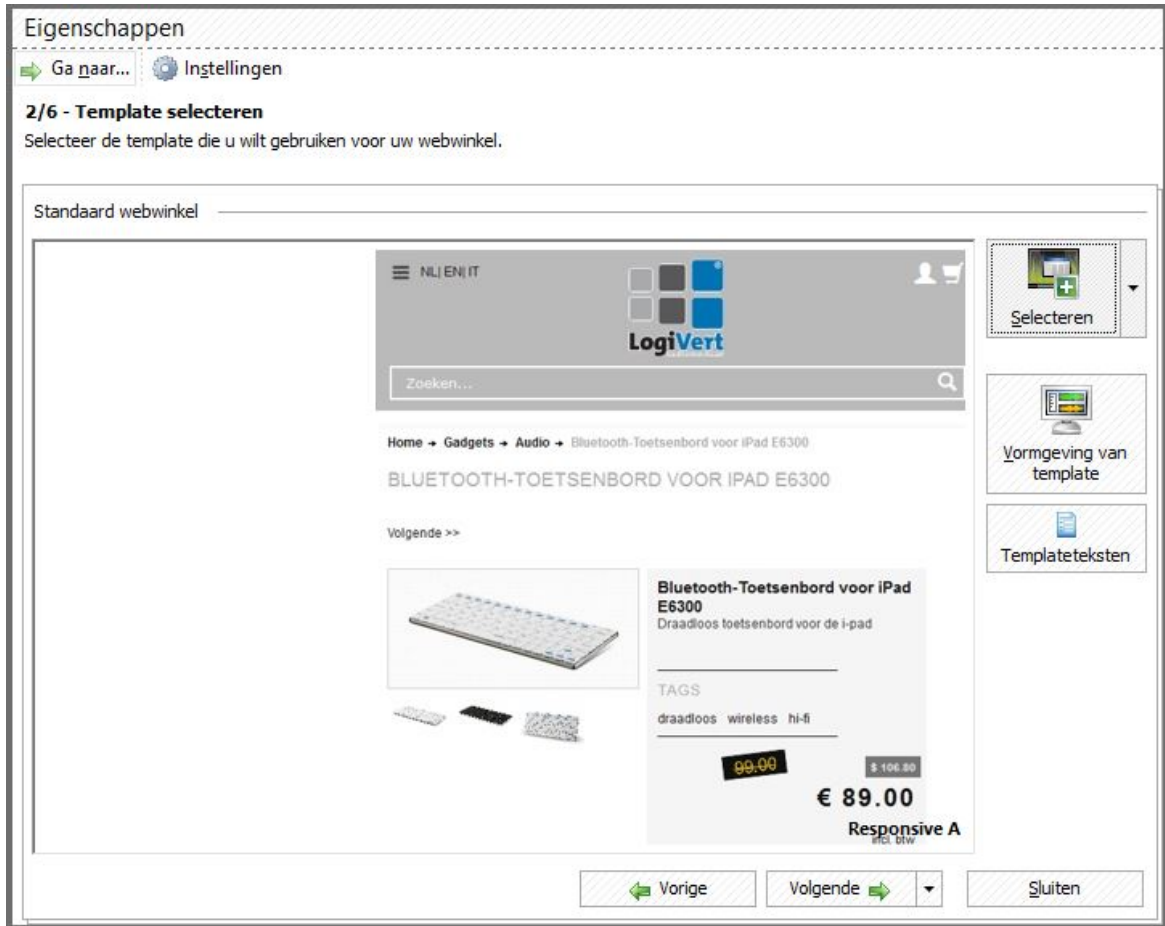 Eigenschappen
Ga naar... Instellingen
2/6 - Template selecteren
Selecteer de template die u wilt gebruiken voor uw webwinkel.
Standaard webwinkel
NL| EN| IT
LogiVert
Zoeken...
Home → Gadgets → Audio → Bluetooth-Toetsenbord voor iPad E6300
BLUETOOTH-TOETSENBORD VOOR IPAD E6300
Volgende >>
Bluetooth-Toetsenbord voor iPad
E6300
Draadloos toetsenbord voor de i-pad
TAGS
draadloos wireless hi-fi
99.00
$ 106.80
€ 89.00
Responsive A
incl. btw
Selecteren
Vormgeving van
template
Templateteksten
Vorige
Volgende
Sluiten